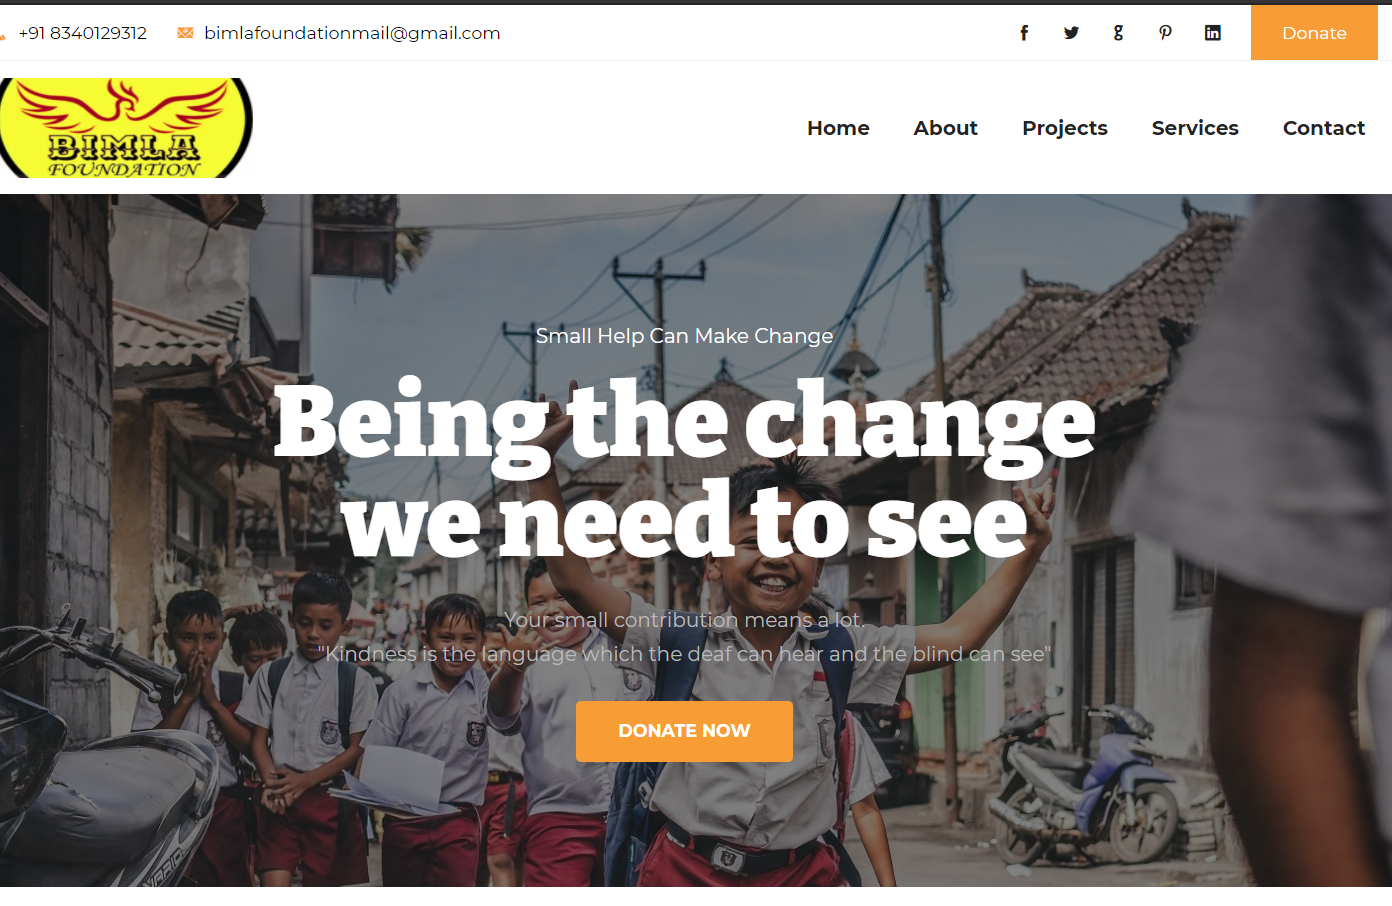 +91 8340129312
bimlafoundationmail@gmail.com
Donate
BIMLA
FOUNDATION
Home
About
Projects
Services
Contact
Small Help Can Make Change
Being the change
we need to see
Your small contribution means a lot.
"Kindness is the language which the deaf can hear and the blind can see"
DONATE NOW